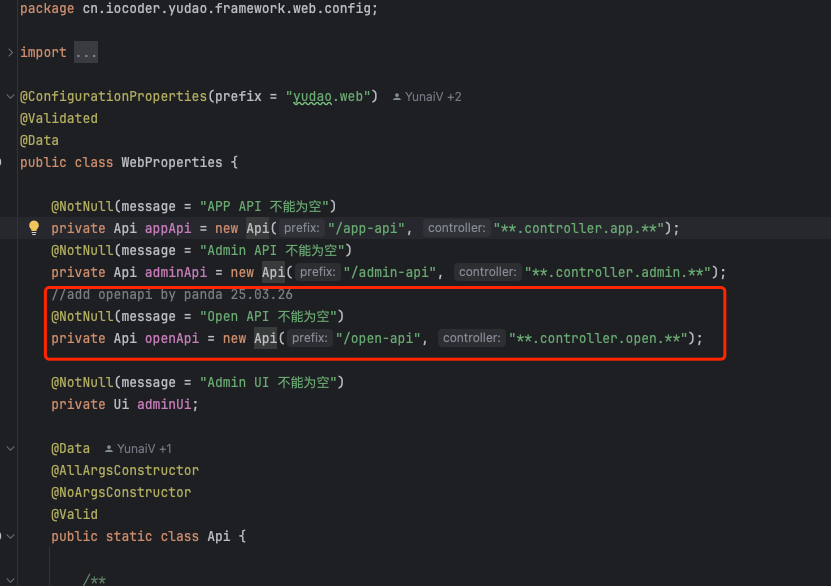 package cn.iocoder.yudao.framework.web.config;
import ...
@ConfigurationProperties(prefix = "yudao.web") YunaiV +2
@Validated
@Data
public class WebProperties {
@NotNull(message = "APP API 不能为空")
private Api appApi = new Api( prefix: "/app-api", controller: "**.controller.app.**");
@NotNull(message = "Admin API 不能为空")
private Api adminApi = new Api( prefix: "/admin-api", controller: "**.controller.admin.**");
//add openapi by panda 25.03.26
@NotNull(message = "Open API 不能为空")
private Api openApi = new Api( prefix: "/open-api", controller: "**.controller.open.**");
@NotNull(message = "Admin UI 不能为空")
private Ui adminUi;
@Data YunaiV +1
@AllArgsConstructor
@NoArgsConstructor
@Valid
public static class Api {
/**